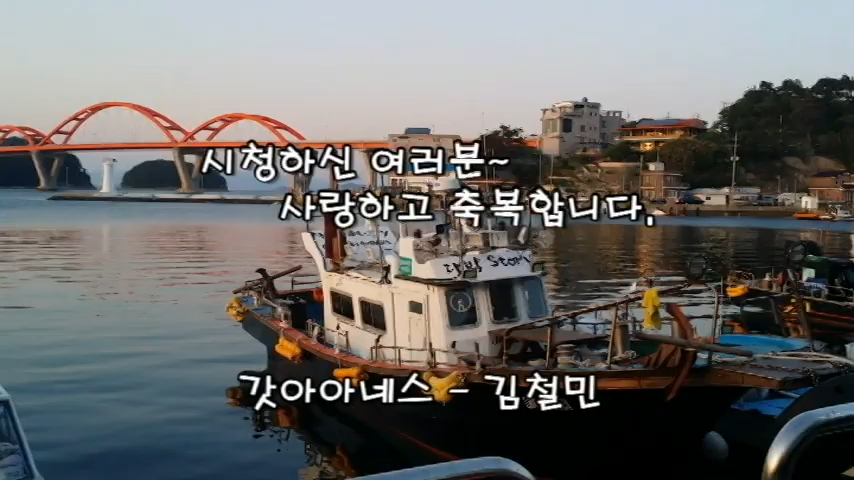 시청하신 여러분~
사랑하고 축복합니다.
갓아아네스 - 김철민